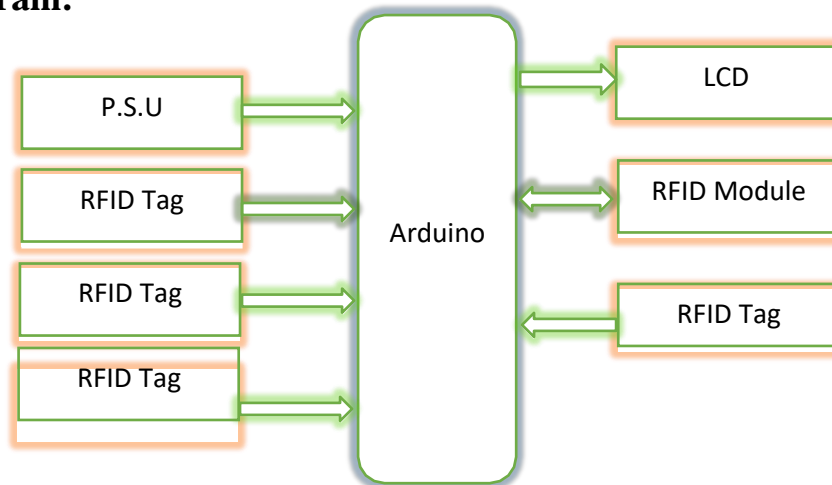 P.S.U
RFID Tag
RFID Tag
RFID Tag
Arduino
LCD
RFID Module
RFID Tag